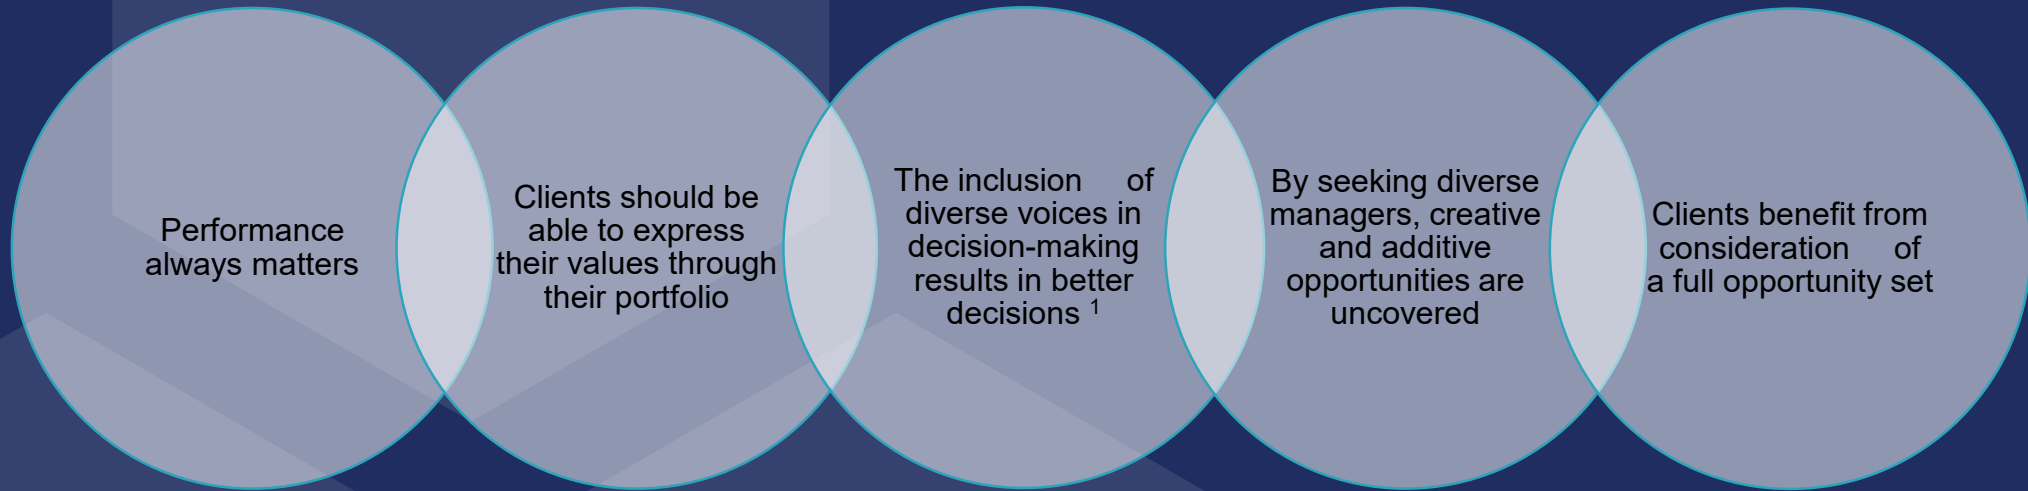 Performance
always matters
Clients should be
able to express
their values through
their portfolio
The inclusion of
diverse voices in
decision-making
results in better
decisions 1
By seeking diverse
managers, creative
and additive
opportunities are
uncovered
Clients benefit from
consideration of
a full opportunity set